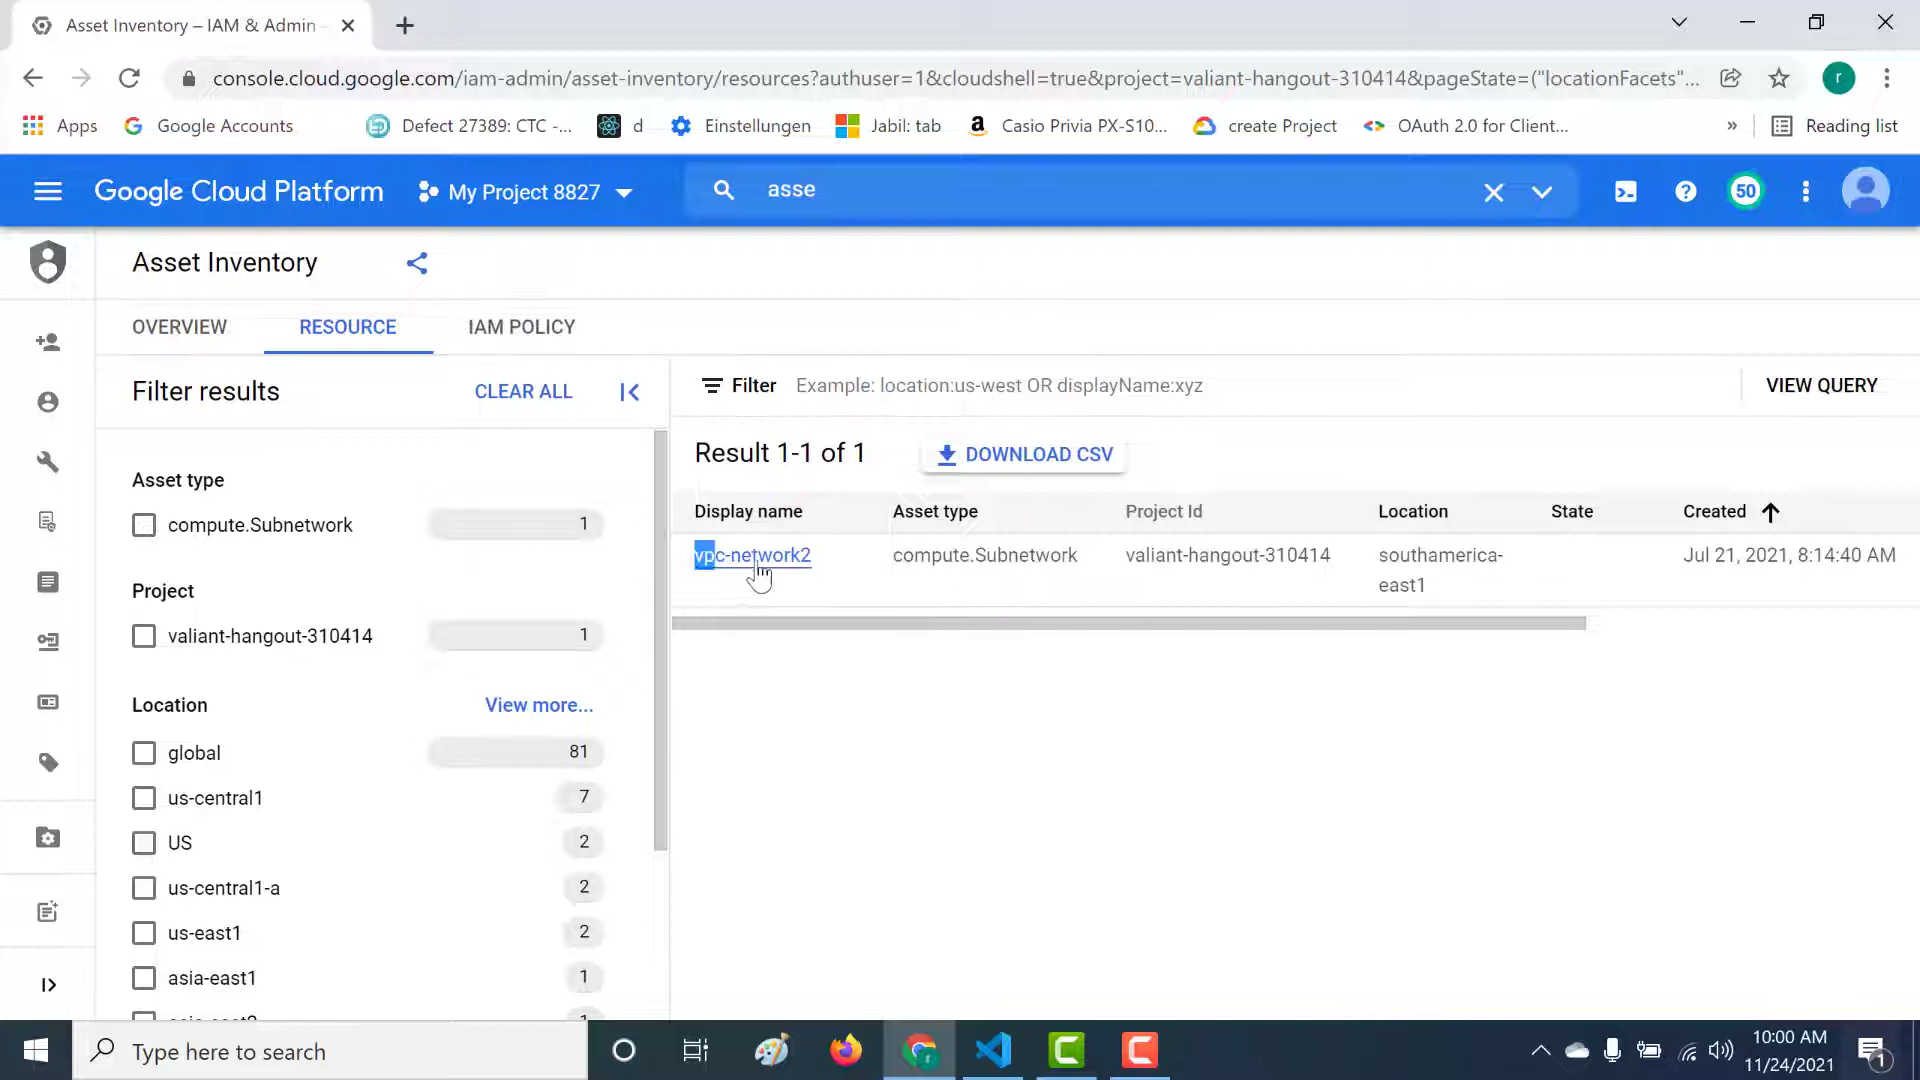 Asset Inventory – IAM & Admin
console.cloud.google.com/iam-admin/asset-inventory/resources?authuser=1&cloudshell=true&project=valiant-hangout-310414&pageState=("locationFacets"...
r
Apps
Google Accounts
Defect 27389: CTC -...
d
Einstellungen
Jabil: tab
Casio Privia PX-S10...
create Project
OAuth 2.0 for Client...
»
Reading list
Google Cloud Platform
My Project 8827
asse
50
Asset Inventory
OVERVIEW
RESOURCE
IAM POLICY
Filter results
CLEAR ALL
Filter
Example: location:us-west OR displayName:xyz
VIEW QUERY
Result 1-1 of 1
DOWNLOAD CSV
Asset type
compute.Subnetwork
1
Project
valiant-hangout-310414
1
Location
View more...
global
81
us-central1
7
US
2
us-central1-a
2
us-east1
2
asia-east1
1
Display name
Asset type
Project Id
Location
State
Created
vpc-network2
compute.Subnetwork
valiant-hangout-310414
southamerica-
east1
Jul 21, 2021, 8:14:40 AM
Type here to search
10:00 AM
11/24/2021
1